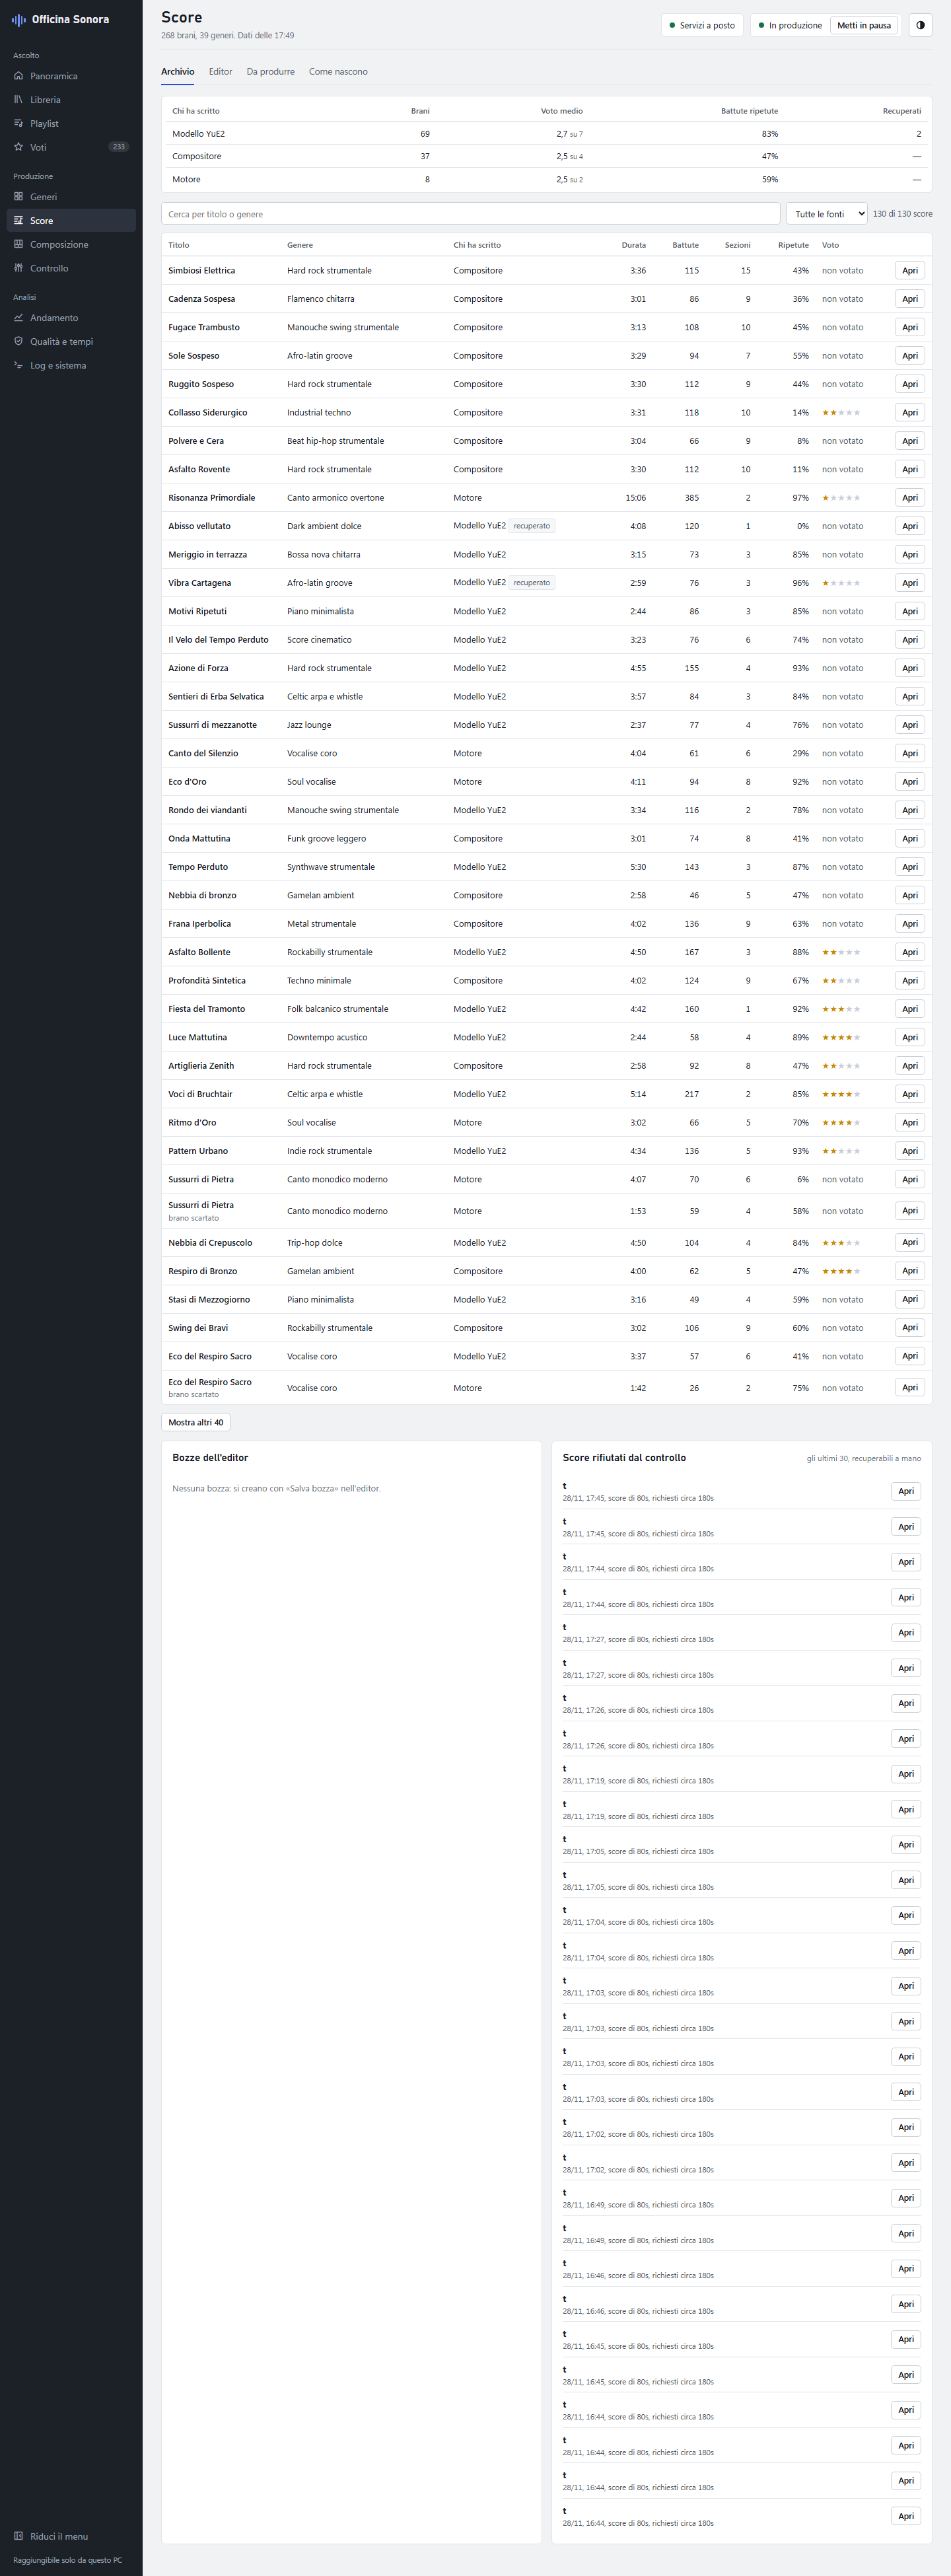 Officina Sonora
Ascolto
Panoramica
Libreria
Playlist
Voti 233
Produzione
Generi
Score
Composizione
Controllo
Analisi
Andamento
Qualità e tempi
Log e sistema
Riduci il menu
Raggiungibile solo da questo PC
Score
268 brani, 39 generi. Dati delle 17:49
Servizi a posto
In produzione Metti in pausa
Archivio Editor Da produrre Come nascono
Chi ha scritto Brani Voto medio Battute ripetute Recuperati
Modello YuE2 69 2,7 su 7 83% 2
Compositore 37 2,5 su 4 47% —
Motore 8 2,5 su 2 59% —
Cerca per titolo o genere Tutte le fonti 130 di 130 score
Titolo Genere Chi ha scritto Durata Battute Sezioni Ripetute Voto
Simbiosi Elettrica Hard rock strumentale Compositore 3:36 115 15 43% non votato Apri
Cadenza Sospesa Flamenco chitarra Compositore 3:01 86 9 36% non votato Apri
Fugace Trambusto Manouche swing strumentale Compositore 3:13 108 10 45% non votato Apri
Sole Sospeso Afro-latin groove Compositore 3:29 94 7 55% non votato Apri
Ruggito Sospeso Hard rock strumentale Compositore 3:30 112 9 44% non votato Apri
Collasso Siderurgico Industrial techno Compositore 3:31 118 10 14% ★★★★★ Apri
Polvere e Cera Beat hip-hop strumentale Compositore 3:04 66 9 8% non votato Apri
Asfalto Rovente Hard rock strumentale Compositore 3:30 112 10 11% non votato Apri
Risonanza Primordiale Canto armonico overtone Motore 15:06 385 2 97% ★★★★★ Apri
Abisso vellutato Dark ambient dolce Modello YuE2 recuperato 4:08 120 1 0% non votato Apri
Meriggio in terrazza Bossa nova chitarra Modello YuE2 3:15 73 3 85% non votato Apri
Vibra Cartagena Afro-latin groove Modello YuE2 recuperato 2:59 76 3 96% ★★★★★ Apri
Motivi Ripetuti Piano minimalista Modello YuE2 2:44 86 3 85% non votato Apri
Il Velo del Tempo Perduto Score cinematico Modello YuE2 3:23 76 6 74% non votato Apri
Azione di Forza Hard rock strumentale Modello YuE2 4:55 155 4 93% non votato Apri
Sentieri di Erba Selvatica Celtic arpa e whistle Modello YuE2 3:57 84 3 84% non votato Apri
Sussurri di mezzanotte Jazz lounge Modello YuE2 2:37 77 4 76% non votato Apri
Canto del Silenzio Vocalise coro Motore 4:04 61 6 29% non votato Apri
Eco d'Oro Soul vocalise Motore 4:11 94 8 92% non votato Apri
Rondo dei viandanti Manouche swing strumentale Modello YuE2 3:34 116 2 78% non votato Apri
Onda Mattutina Funk groove leggero Compositore 3:01 74 8 41% non votato Apri
Tempo Perduto Synthwave strumentale Modello YuE2 5:30 143 3 87% non votato Apri
Nebbia di bronzo Gamelan ambient Compositore 2:58 46 5 47% non votato Apri
Frana Iperbolica Metal strumentale Compositore 4:02 136 9 63% non votato Apri
Asfalto Bollente Rockabilly strumentale Modello YuE2 4:50 167 3 88% ★★★★★ Apri
Profondità Sintetica Techno minimale Compositore 4:02 124 9 67% ★★★★★ Apri
Fiesta del Tramonto Folk balcanico strumentale Modello YuE2 4:42 160 1 92% ★★★★★ Apri
Luce Mattutina Downtempo acustico Modello YuE2 2:44 58 4 89% ★★★★★ Apri
Artiglieria Zenith Hard rock strumentale Compositore 2:58 92 8 47% ★★★★★ Apri
Voci di Bruchtair Celtic arpa e whistle Modello YuE2 5:14 217 2 85% ★★★★★ Apri
Ritmo d'Oro Soul vocalise Motore 3:02 66 5 70% ★★★★★ Apri
Pattern Urbano Indie rock strumentale Modello YuE2 4:34 136 5 93% ★★★★★ Apri
Sussurri di Pietra Canto monodico moderno Motore 4:07 70 6 6% non votato Apri
Sussurri di Pietra Canto monodico moderno Motore 1:53 59 4 58% non votato Apri
brano scartato
Nebbia di Crepuscolo Trip-hop dolce Modello YuE2 4:50 104 4 84% ★★★★★ Apri
Respiro di Bronzo Gamelan ambient Compositore 4:00 62 5 47% ★★★★★ Apri
Stasi di Mezzogiorno Piano minimalista Modello YuE2 3:16 49 4 59% non votato Apri
Swing dei Bravi Rockabilly strumentale Compositore 3:02 106 9 60% non votato Apri
Eco del Respiro Sacro Vocalise coro Modello YuE2 3:37 57 6 41% non votato Apri
Eco del Respiro Sacro Vocalise coro Motore 1:42 26 2 75% non votato Apri
brano scartato
Mostra altri 40
Bozze dell'editor
Nessuna bozza: si creano con «Salva bozza» nell'editor.
Score rifiutati dal controllo gli ultimi 30, recuperabili a mano
t Apri
28/11, 17:45, score di 80s, richiesti circa 180s
t Apri
28/11, 17:45, score di 80s, richiesti circa 180s
t Apri
28/11, 17:44, score di 80s, richiesti circa 180s
t Apri
28/11, 17:44, score di 80s, richiesti circa 180s
t Apri
28/11, 17:27, score di 80s, richiesti circa 180s
t Apri
28/11, 17:27, score di 80s, richiesti circa 180s
t Apri
28/11, 17:26, score di 80s, richiesti circa 180s
t Apri
28/11, 17:26, score di 80s, richiesti circa 180s
t Apri
28/11, 17:19, score di 80s, richiesti circa 180s
t Apri
28/11, 17:19, score di 80s, richiesti circa 180s
t Apri
28/11, 17:05, score di 80s, richiesti circa 180s
t Apri
28/11, 17:05, score di 80s, richiesti circa 180s
t Apri
28/11, 17:04, score di 80s, richiesti circa 180s
t Apri
28/11, 17:04, score di 80s, richiesti circa 180s
t Apri
28/11, 17:03, score di 80s, richiesti circa 180s
t Apri
28/11, 17:03, score di 80s, richiesti circa 180s
t Apri
28/11, 17:03, score di 80s, richiesti circa 180s
t Apri
28/11, 17:03, score di 80s, richiesti circa 180s
t Apri
28/11, 17:02, score di 80s, richiesti circa 180s
t Apri
28/11, 17:02, score di 80s, richiesti circa 180s
t Apri
28/11, 16:49, score di 80s, richiesti circa 180s
t Apri
28/11, 16:49, score di 80s, richiesti circa 180s
t Apri
28/11, 16:46, score di 80s, richiesti circa 180s
t Apri
28/11, 16:46, score di 80s, richiesti circa 180s
t Apri
28/11, 16:45, score di 80s, richiesti circa 180s
t Apri
28/11, 16:45, score di 80s, richiesti circa 180s
t Apri
28/11, 16:44, score di 80s, richiesti circa 180s
t Apri
28/11, 16:44, score di 80s, richiesti circa 180s
t Apri
28/11, 16:44, score di 80s, richiesti circa 180s
t Apri
28/11, 16:44, score di 80s, richiesti circa 180s